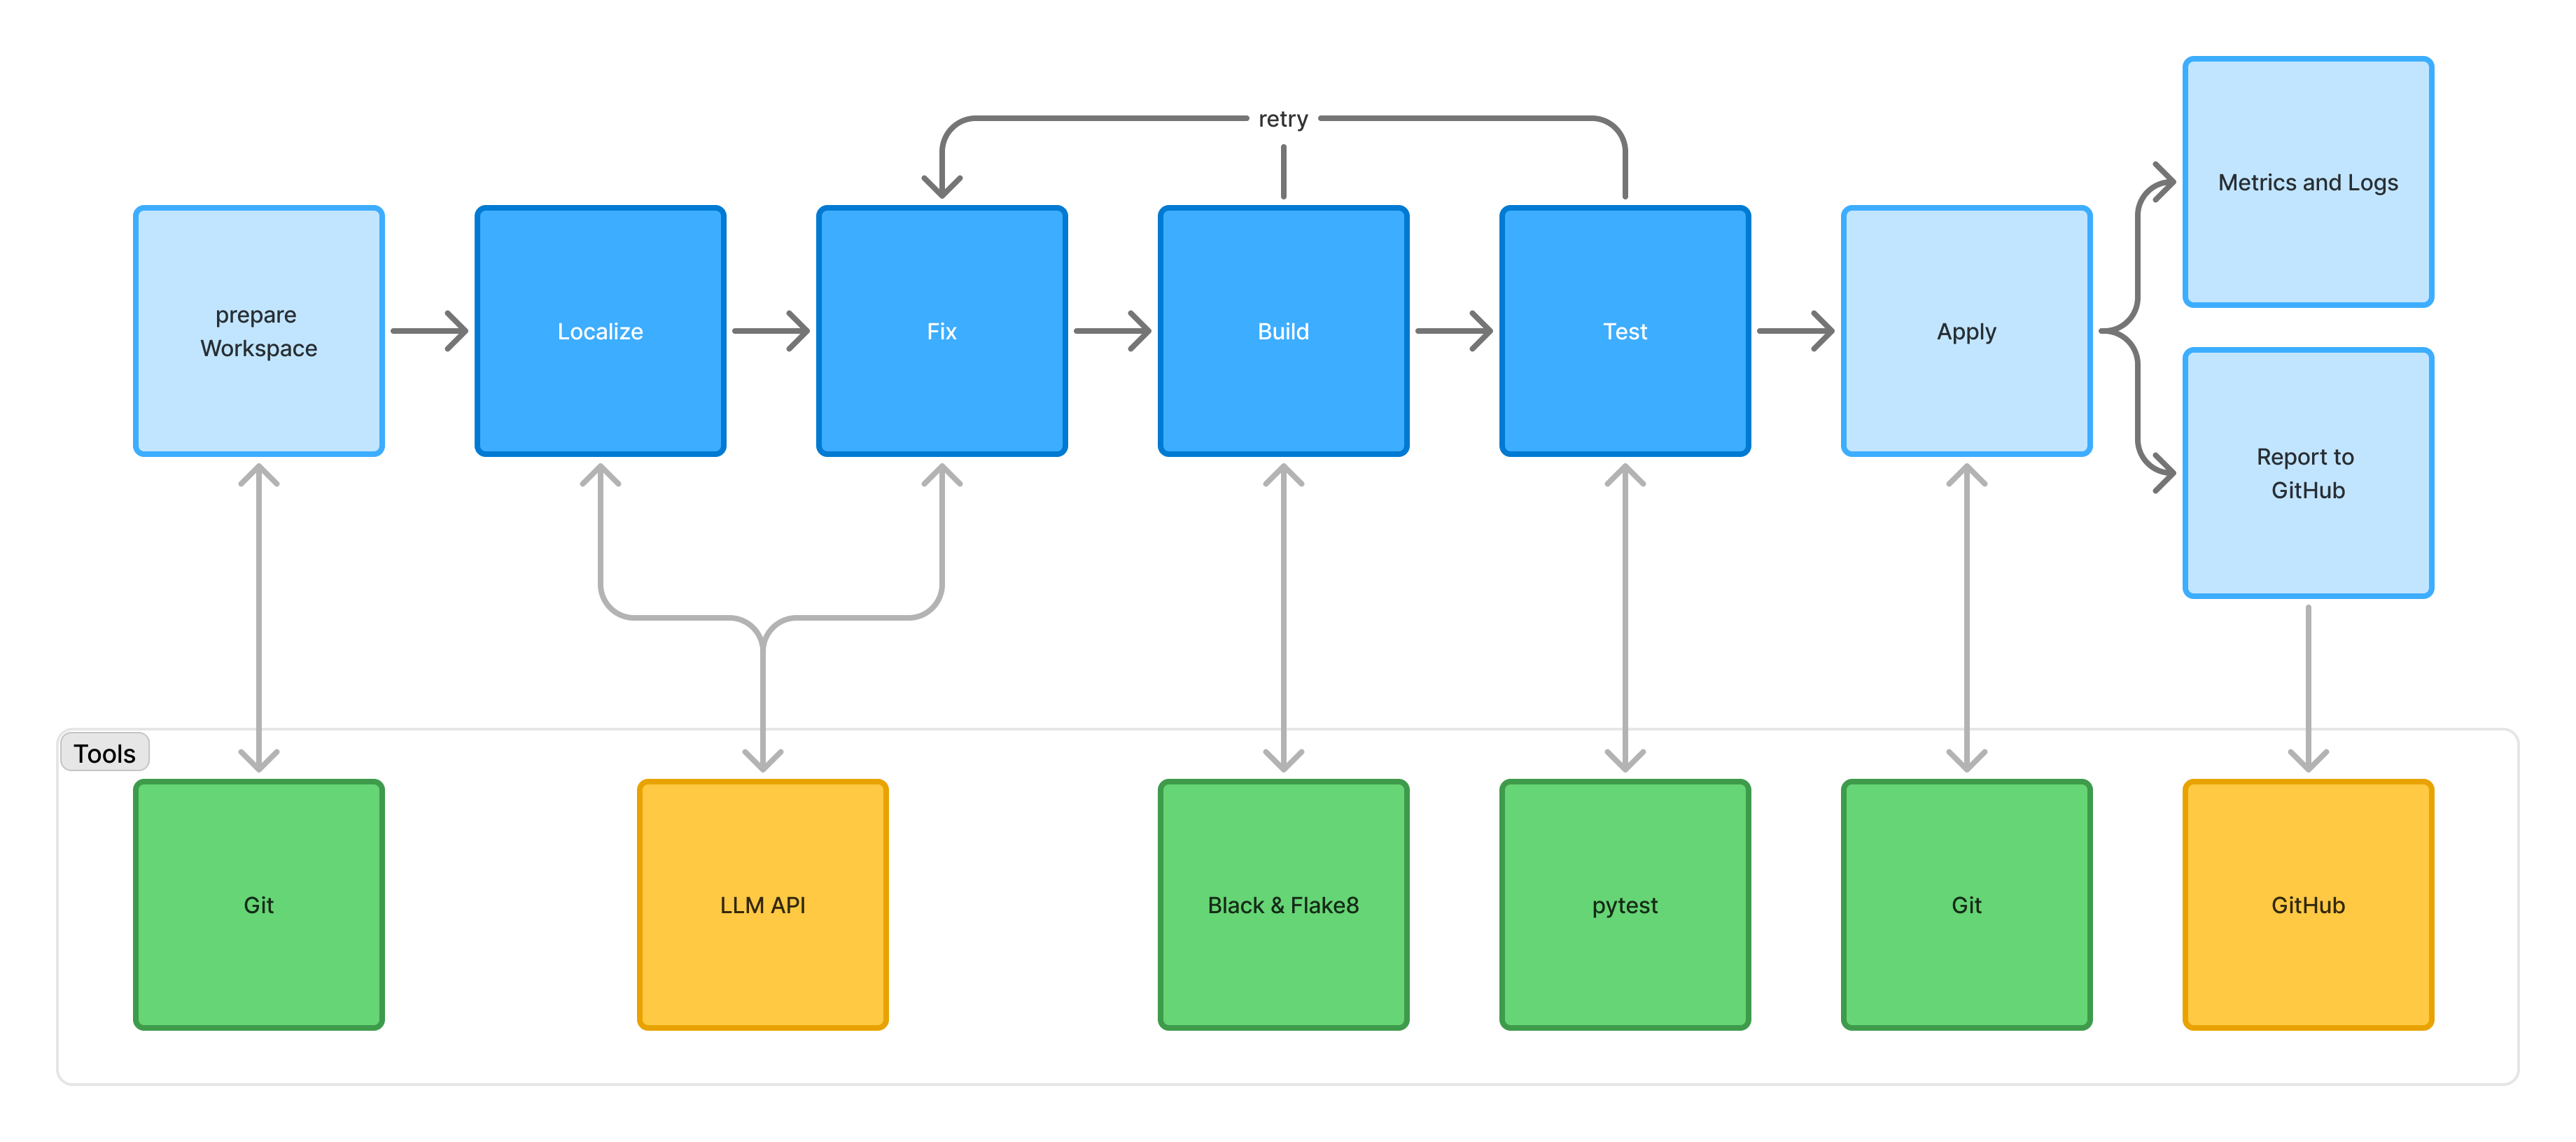 retry
Metrics and Logs
prepare
Workspace
Localize
Fix
Build
Test
Apply
Report to
GitHub
Tools
Git
LLM API
Black & Flake8
pytest
Git
GitHub